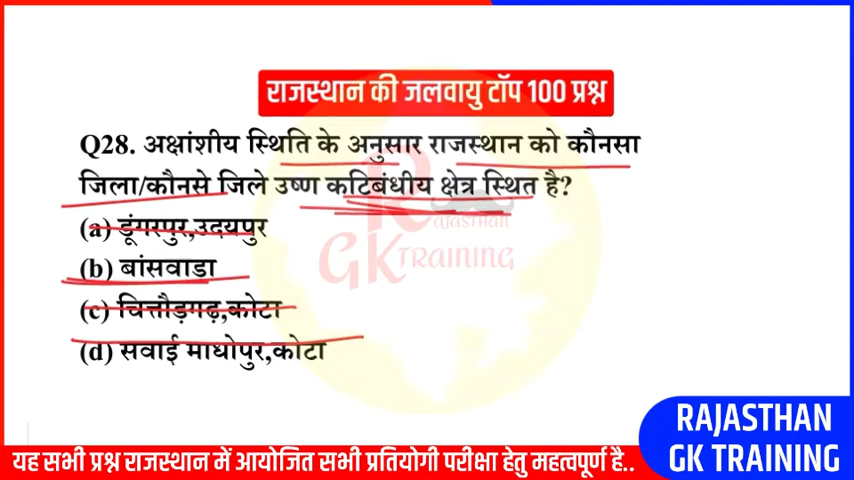 राजस्थान की जलवायु टॉप 100 प्रश्न
Q28. अक्षांशीय स्थिति के अनुसार राजस्थान को कौनसा
जिला/कौनसे जिले उष्ण कटिबंधीय क्षेत्र स्थित है?
(a) डूंगरपुर,उदयपुर
(b) बांसवाडा
(c) चित्तौड़गढ़,कोटा
(d) सवाई माधोपुर,कोटा
RAJASTHAN
GK TRAINING
RAJASTHAN
GK TRAINING
यह सभी प्रश्न राजस्थान में आयोजित सभी प्रतियोगी परीक्षा हेतु महत्वपूर्ण है..